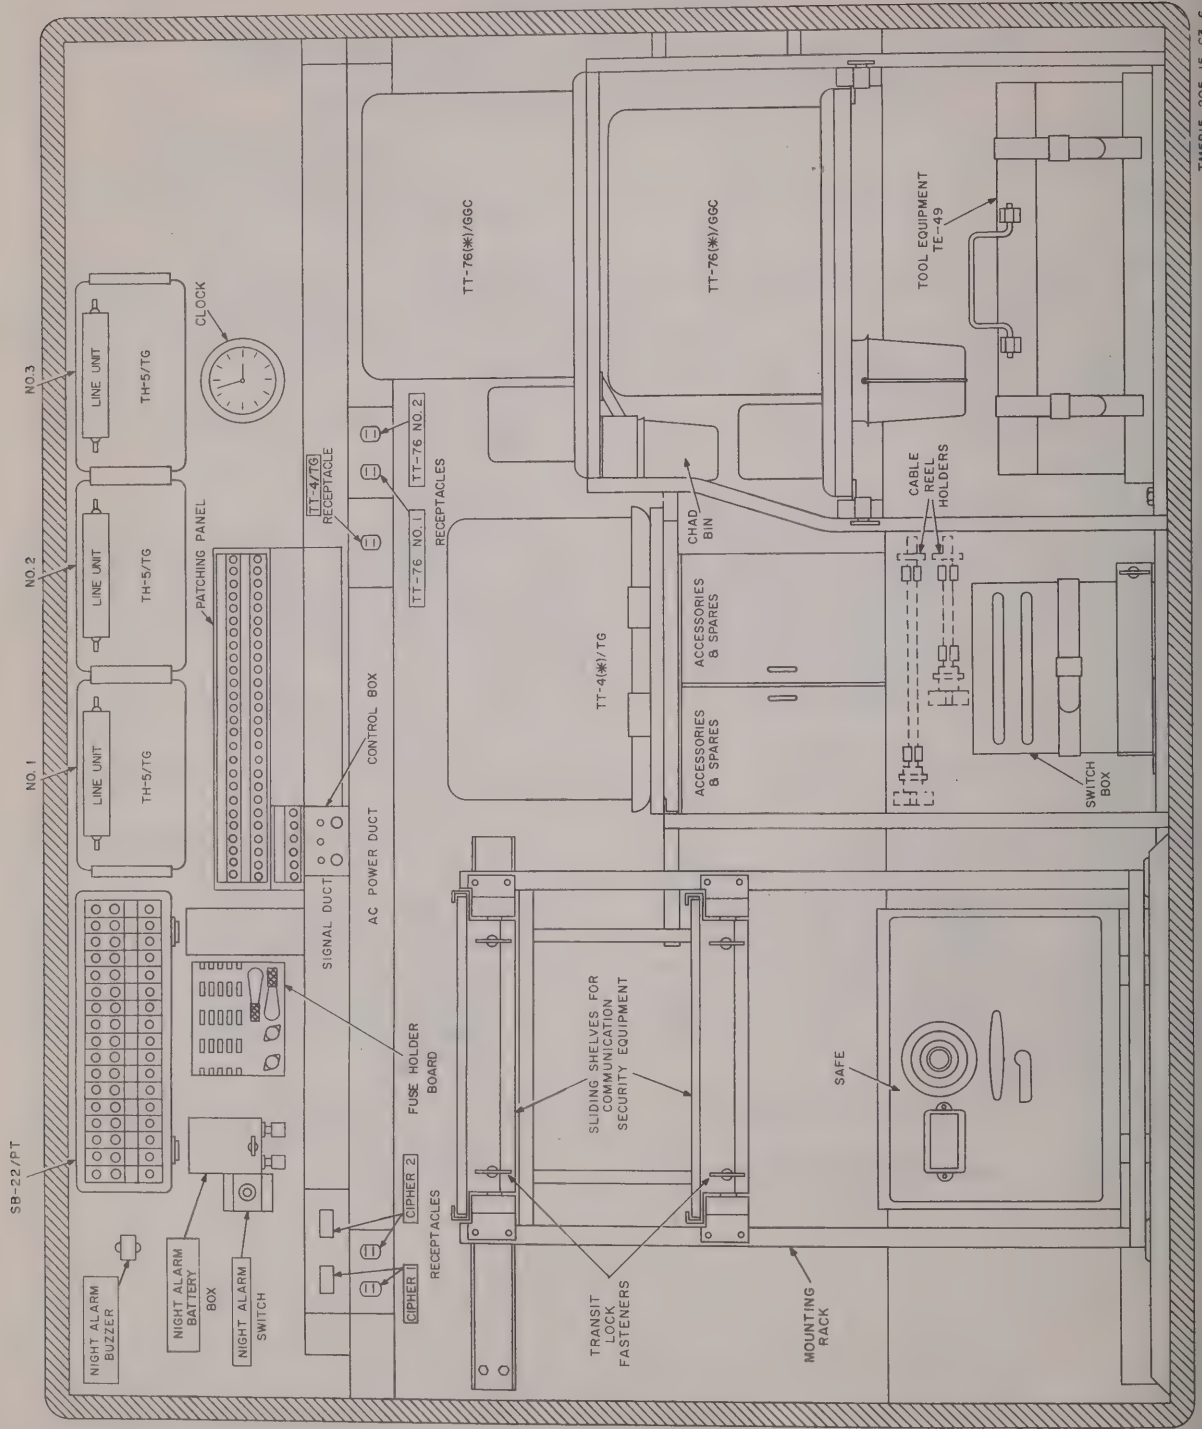 SB-22/PT
NO. 1
NO. 2
NO. 3
LINE UNIT
TH-5/TG
LINE UNIT
TH-5/TG
LINE UNIT
TH-5/TG
NIGHT ALARM
BUZZER
NIGHT ALARM
BATTERY
BOX
NIGHT ALARM
SWITCH
PATCHING PANEL
CLOCK
SIGNAL DUCT
CONTROL BOX
AC POWER DUCT
FUSE HOLDER
BOARD
CIPHER 1
CIPHER 2
RECEPTACLES
TT-4/TG
RECEPTACLE
TT-76 NO. 1
TT-76 NO. 2
RECEPTACLES
TT-76(*)/GGC
TT-76(*)/GGC
TT-4(*)/TG
SLIDING SHELVES FOR
COMMUNICATION
SECURITY EQUIPMENT
TRANSIT
LOCK
FASTENERS
MOUNTING
RACK
SAFE
ACCESSORIES
& SPARES
ACCESSORIES
& SPARES
CHAD
BIN
CABLE
REEL
HOLDERS
SWITCH
BOX
TOOL EQUIPMENT
TE-49